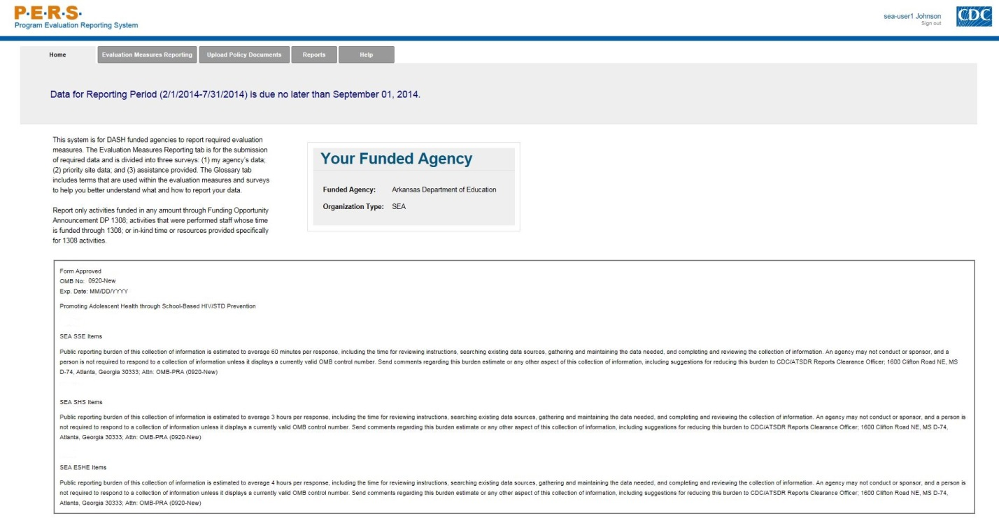 P·E·R·S·
Program Evaluation Reporting System
sea-user1 Johnson
Sign out
CDC
Home
Evaluation Measures Reporting
Upload Policy Documents
Reports
Help
Data for Reporting Period (2/1/2014-7/31/2014) is due no later than September 01, 2014.
This system is for DASH funded agencies to report required evaluation
measures. The Evaluation Measures Reporting tab is for the submission
of required data and is divided into three surveys: (1) my agency's data;
(2) priority site data; and (3) assistance provided. The Glossary tab
includes terms that are used within the evaluation measures and surveys
to help you better understand what and how to report your data.
Report only activities funded in any amount through Funding Opportunity
Announcement DP 1308; activities that were performed staff whose time
is funded through 1308; or in-kind time or resources provided specifically
for 1308 activities.
Your Funded Agency
Funded Agency: Arkansas Department of Education
Organization Type: SEA
Form Approved
OMB No: 0920-New
Exp. Date: MM/DD/YYYY
Promoting Adolescent Health through School-Based HIV/STD Prevention
SEA SSE Items
Public reporting burden of this collection of information is estimated to average 60 minutes per response, including the time for reviewing instructions, searching existing data sources, gathering and maintaining the data needed, and completing and reviewing the collection of information. An agency may not conduct or sponsor, and a
person is not required to respond to a collection of information unless it displays a currently valid OMB control number. Send comments regarding this burden estimate or any other aspect of this collection of information, including suggestions for reducing this burden to CDC/ATSDR Reports Clearance Officer; 1600 Clifton Road NE, MS
D-74, Atlanta, Georgia 30333; Attn: OMB-PRA (0920-New)
SEA SHS Items
Public reporting burden of this collection of information is estimated to average 3 hours per response, including the time for reviewing instructions, searching existing data sources, gathering and maintaining the data needed, and completing and reviewing the collection of information. An agency may not conduct or sponsor, and a person is
not required to respond to a collection of information unless it displays a currently valid OMB control number. Send comments regarding this burden estimate or any other aspect of this collection of information, including suggestions for reducing this burden to CDC/ATSDR Reports Clearance Officer; 1600 Clifton Road NE, MS D-74,
Atlanta, Georgia 30333; Attn: OMB-PRA (0920-New)
SEA ESHE Items
Public reporting burden of this collection of information is estimated to average 4 hours per response, including the time for reviewing instructions, searching existing data sources, gathering and maintaining the data needed, and completing and reviewing the collection of information. An agency may not conduct or sponsor, and a person is
not required to respond to a collection of information unless it displays a currently valid OMB control number. Send comments regarding this burden estimate or any other aspect of this collection of information, including suggestions for reducing this burden to CDC/ATSDR Reports Clearance Officer; 1600 Clifton Road NE, MS D-74,
Atlanta, Georgia 30333; Attn: OMB-PRA (0920-New)